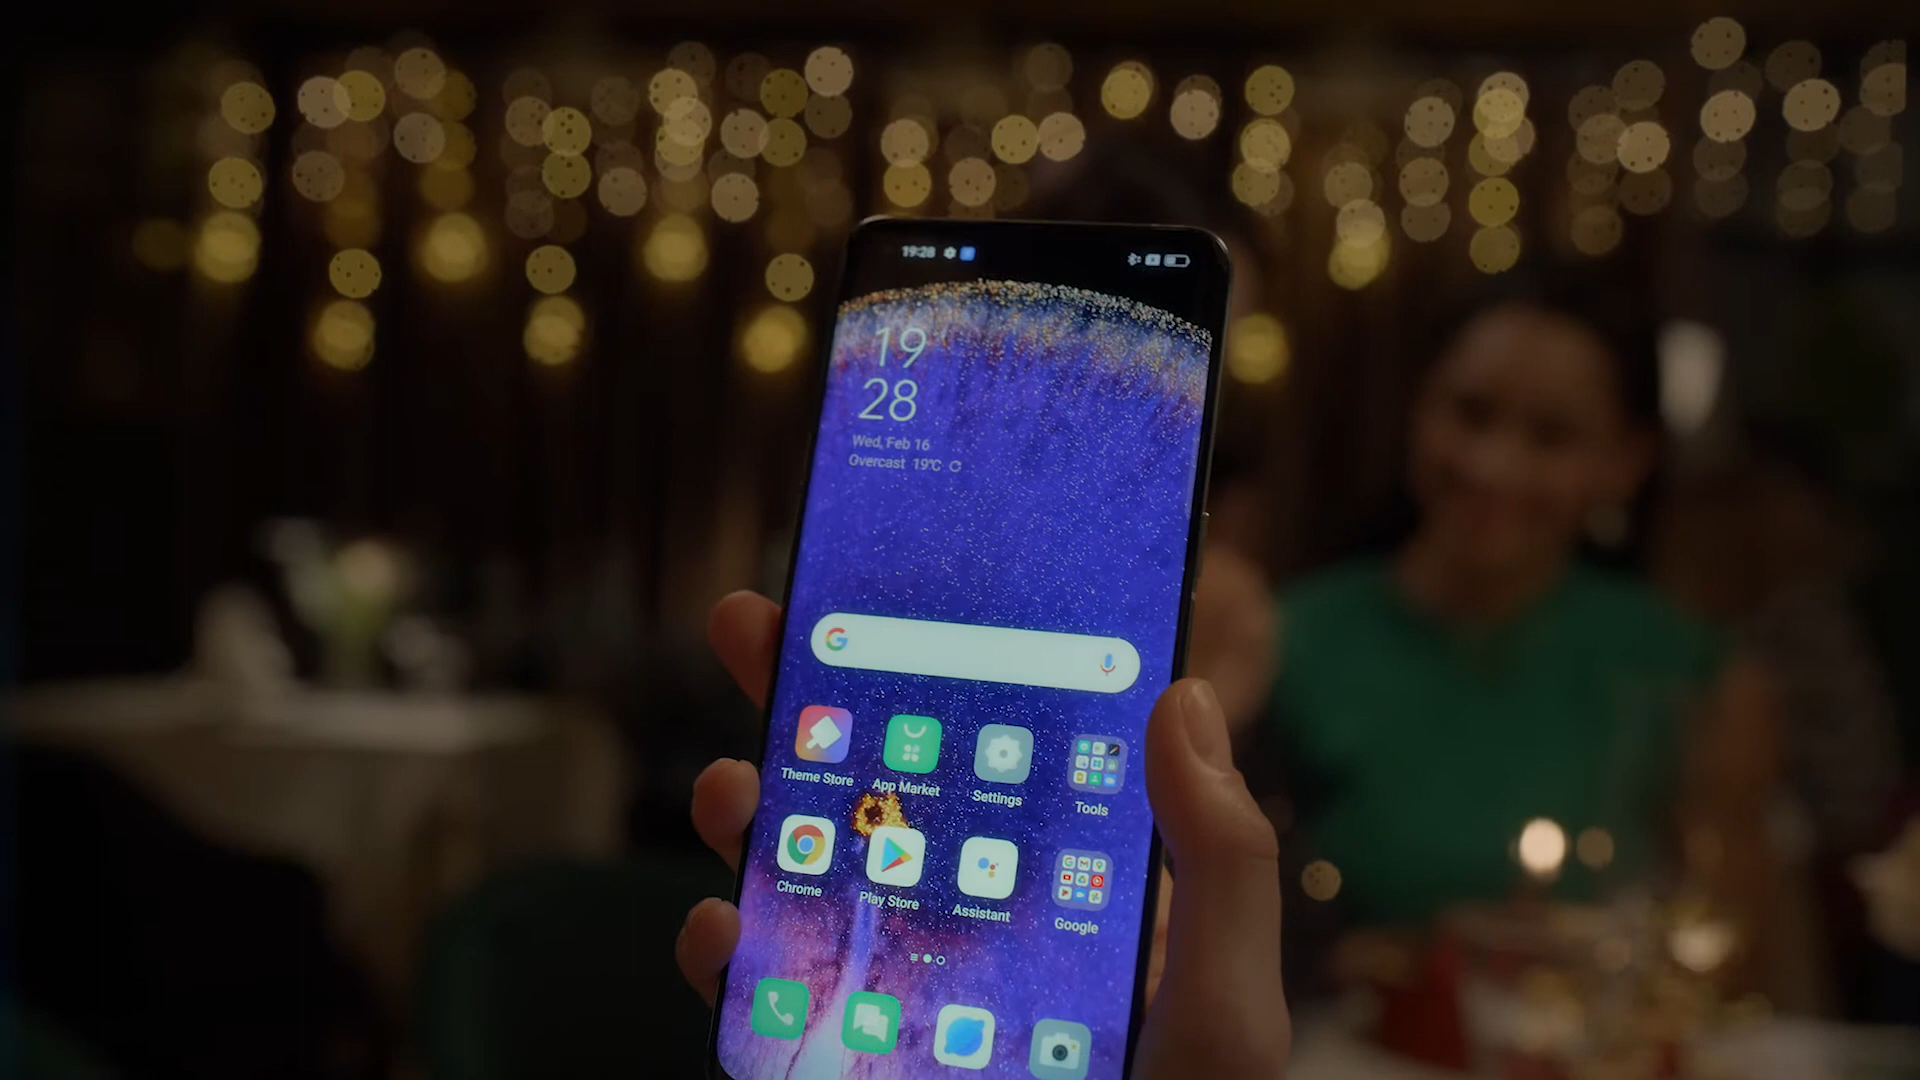 19:28
19
28
Wed, Feb 16
Overcast 19°C
Theme Store
App Market
Settings
Tools
Chrome
Play Store
Assistant
Google